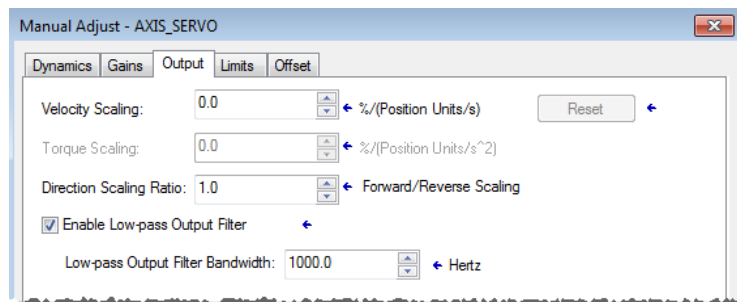 Manual Adjust - AXIS_SERVO
Dynamics Gains Output Limits Offset
Velocity Scaling: 0.0 %/(Position Units/s) Reset
Torque Scaling: 0.0 %/(Position Units/s^2)
Direction Scaling Ratio: 1.0 Forward/Reverse Scaling
Enable Low-pass Output Filter
Low-pass Output Filter Bandwidth: 1000.0 Hertz